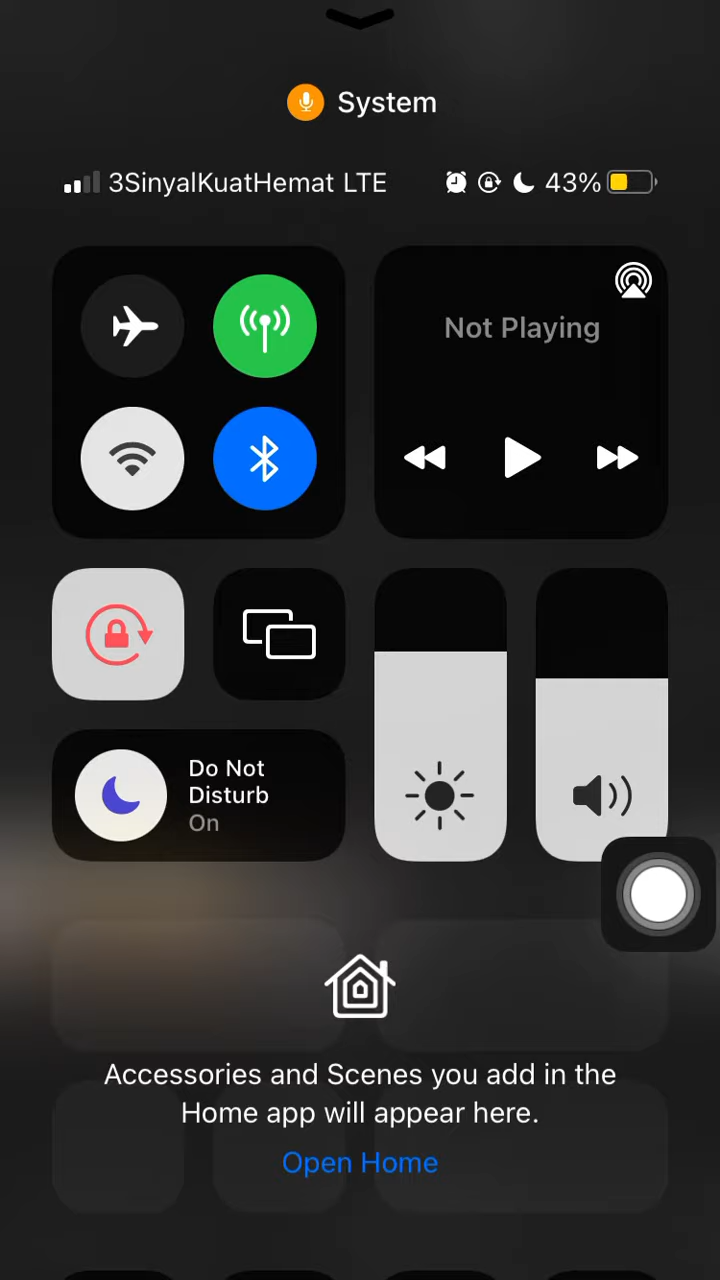 System
3SinyalKuatHemat LTE 43%
Not Playing
Do Not
Disturb
On
Accessories and Scenes you add in the
Home app will appear here.
Open Home